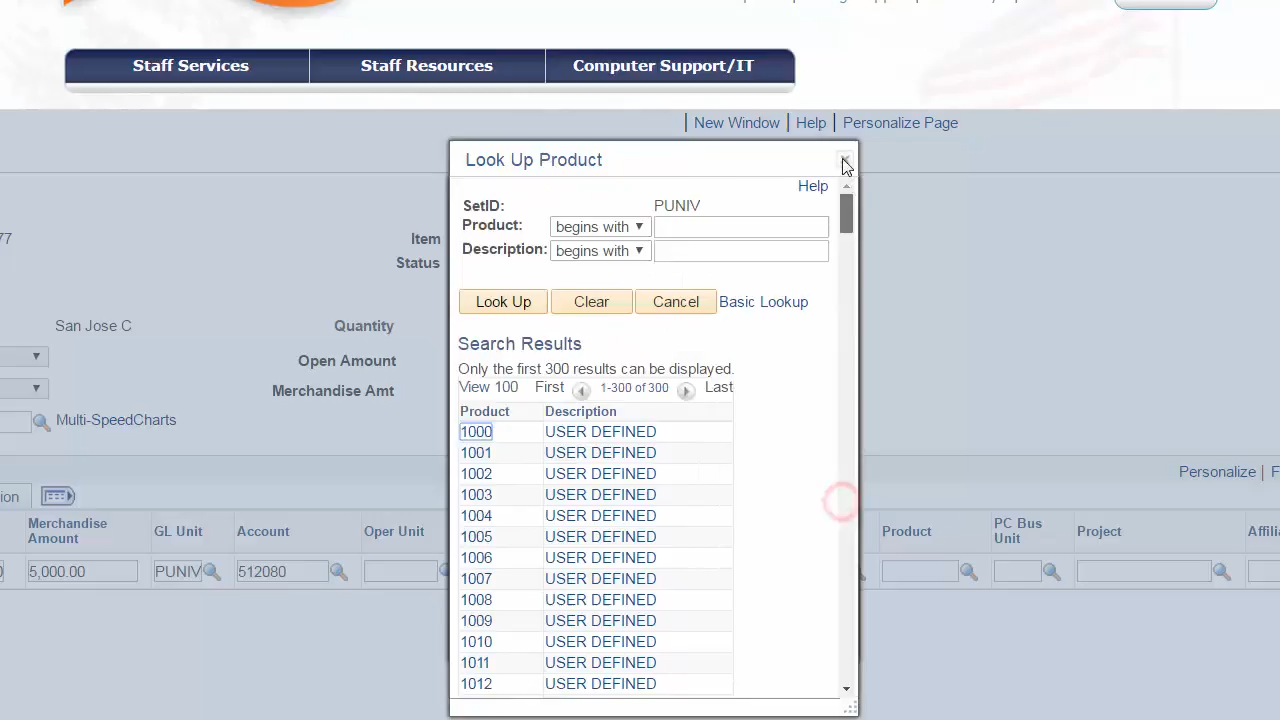 Staff Services Staff Resources Computer Support/IT
New Window Help Personalize Page
Look Up Product
Help
SetID: PUNIV
Product: begins with
Description: begins with
Look Up Clear Cancel Basic Lookup
Search Results
Only the first 300 results can be displayed.
View 100 First 1-300 of 300 Last
Product Description
1000 USER DEFINED
1001 USER DEFINED
1002 USER DEFINED
1003 USER DEFINED
1004 USER DEFINED
1005 USER DEFINED
1006 USER DEFINED
1007 USER DEFINED
1008 USER DEFINED
1009 USER DEFINED
1010 USER DEFINED
1011 USER DEFINED
1012 USER DEFINED
77 Item
Status
San Jose C Quantity
Open Amount
Merchandise Amt
Multi-SpeedCharts
Personalize | F
ion
Merchandise Amount GL Unit Account Oper Unit Product PC Bus Unit Project Affili
0 5,000.00 PUNIV 512080